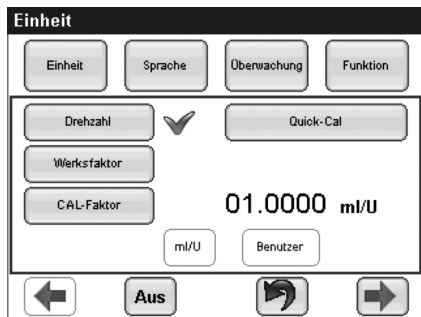 Einheit
Einheit Sprache Überwachung Funktion
Drehzahl Quick-Cal
Werksfaktor
CAL-Faktor 01.0000 ml/U
ml/U Benutzer
Aus